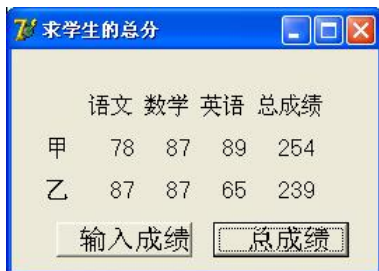 求学生的总分
语文 数学 英语 总成绩
甲 78 87 89 254
乙 87 87 65 239
输入成绩 总成绩